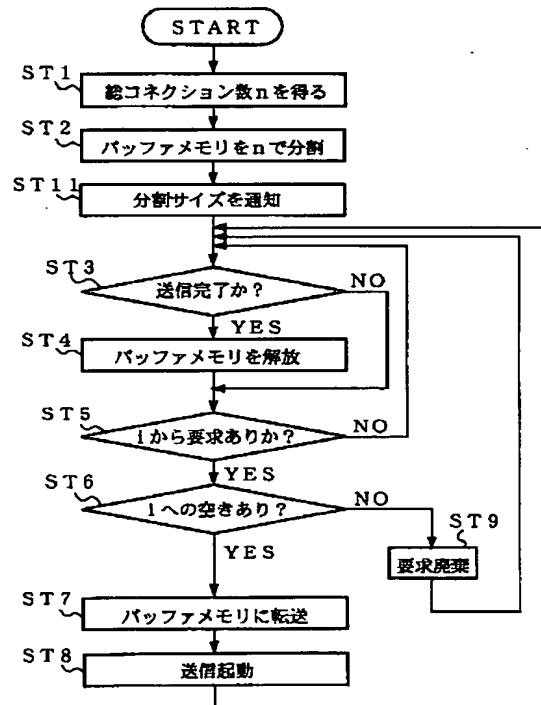 START
ST1
総コネクション数nを得る
ST2
バッファメモリをnで分割
ST11
分割サイズを通知
ST3
送信完了か?
NO
YES
ST4
バッファメモリを解放
ST5
iから要求ありか?
NO
YES
ST6
iへの空きあり?
NO
YES
ST9
要求廃棄
ST7
バッファメモリに転送
ST8
送信起動